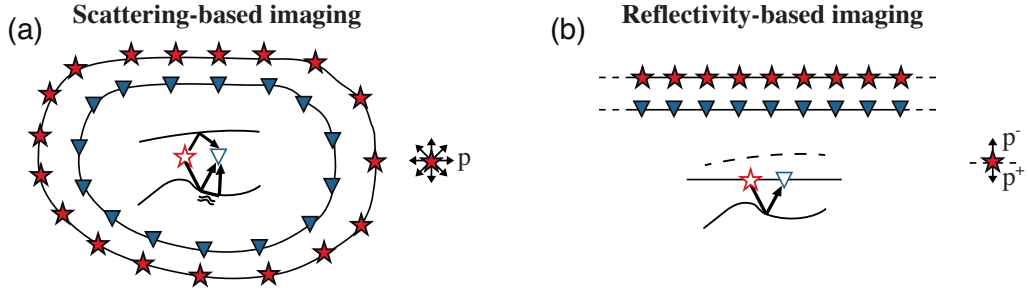 Scattering-based imaging
Reflectivity-based imaging
(a)
(b)
p
p-
p+